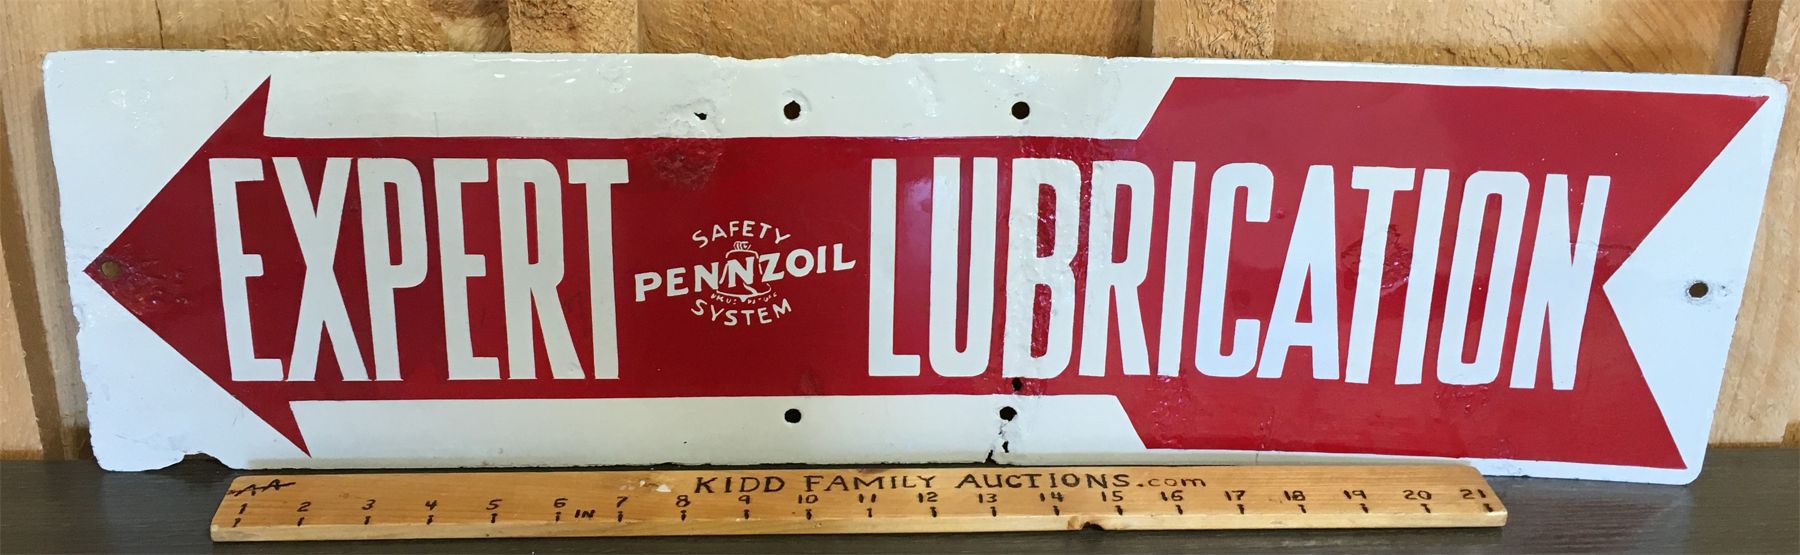 EXPERT
SAFETY
PENNZOIL
SYSTEM
LUBRICATION
KIDD FAMILY AUCTIONS.com
1 2 3 4 5 6 IN 7 8 9 10 11 12 13 14 15 16 17 18 19 20 21